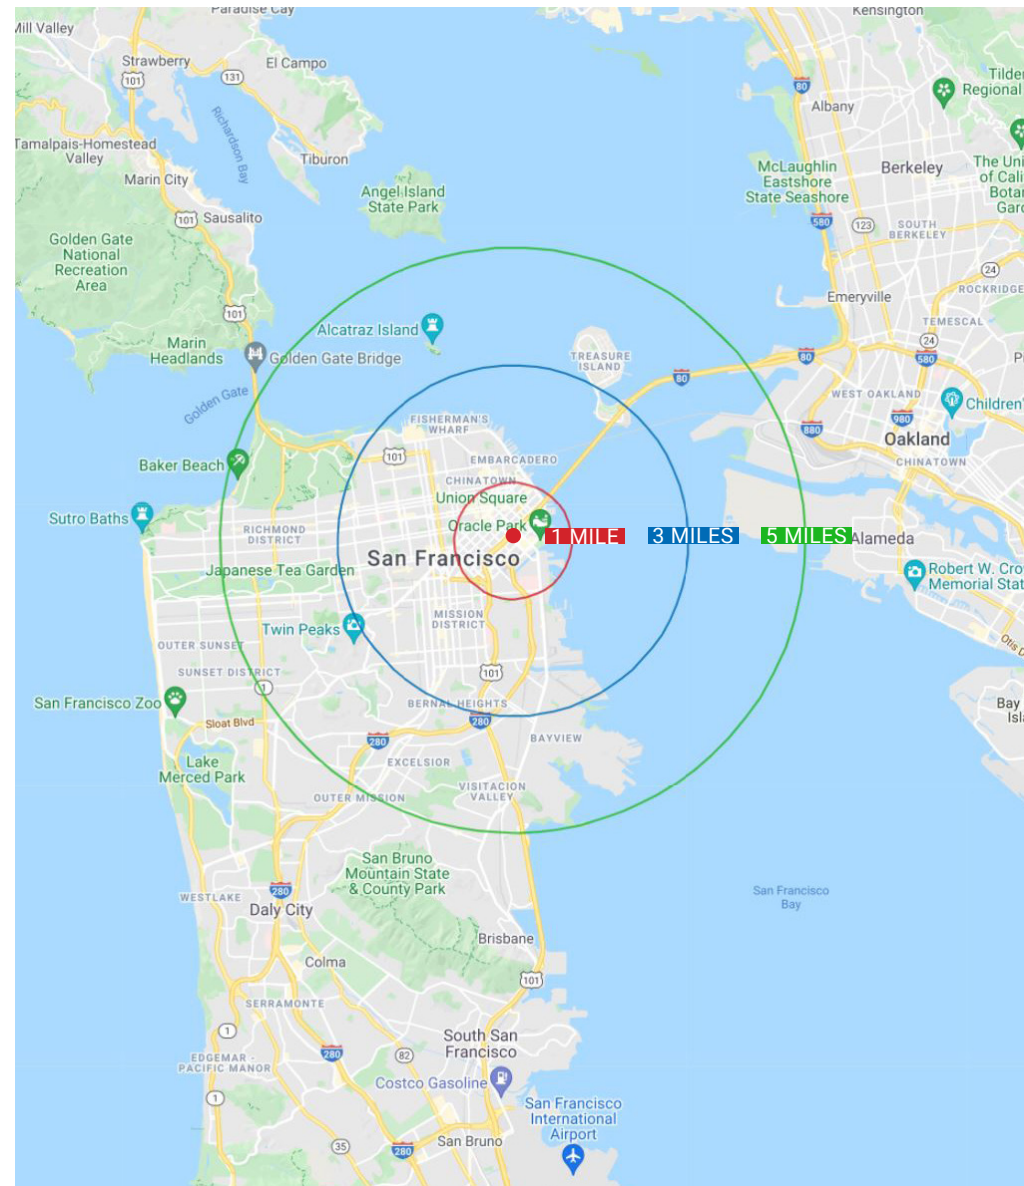 Paradise Cay
Kensington
Mill Valley
Strawberry
El Campo
101
131
80
Tilden
Regional
Albany
Richardson Bay
Tamalpais-Homestead
Valley
Tiburon
McLaughlin
Eastshore
State Seashore
Berkeley
Marin City
Angel Island
State Park
101
Sausalito
580
123
SOUTH
BERKELEY
Golden Gate
National
Recreation
Area
24
ROCKRIDGE
Emeryville
101
Alcatraz Island
TEMESCAL
Marin
Headlands
Golden Gate Bridge
TREASURE
ISLAND
80
24
580
80
Golden Gate
WEST OAKLAND
Children'
FISHERMAN'S
WHARF
980
880
Oakland
101
EMBARCADERO
CHINATOWN
Baker Beach
CHINATOWN
Union Square
Sutro Baths
Oracle Park
RICHMOND
DISTRICT
1 MILE
3 MILES
5 MILES
Alameda
San Francisco
Japanese Tea Garden
Robert W. Cro
Memorial Stat
MISSION
DISTRICT
Twin Peaks
OUTER SUNSET
Otis D
SUNSET DISTRICT
101
1
San Francisco Zoo
BERNAL HEIGHTS
Bay
Isl
Sloat Blvd
280
280
BAYVIEW
Lake
Merced Park
EXCELSIOR
VISITACION
VALLEY
OUTER MISSION
San Bruno
Mountain State
& County Park
280
WESTLAKE
San Francisco
Bay
Daly City
Brisbane
Colma
101
SERRAMONTE
1
South San
Francisco
280
82
EDGEMAR -
PACIFIC MANOR
Costco Gasoline
1
San Francisco
International
Airport
35
280
San Bruno